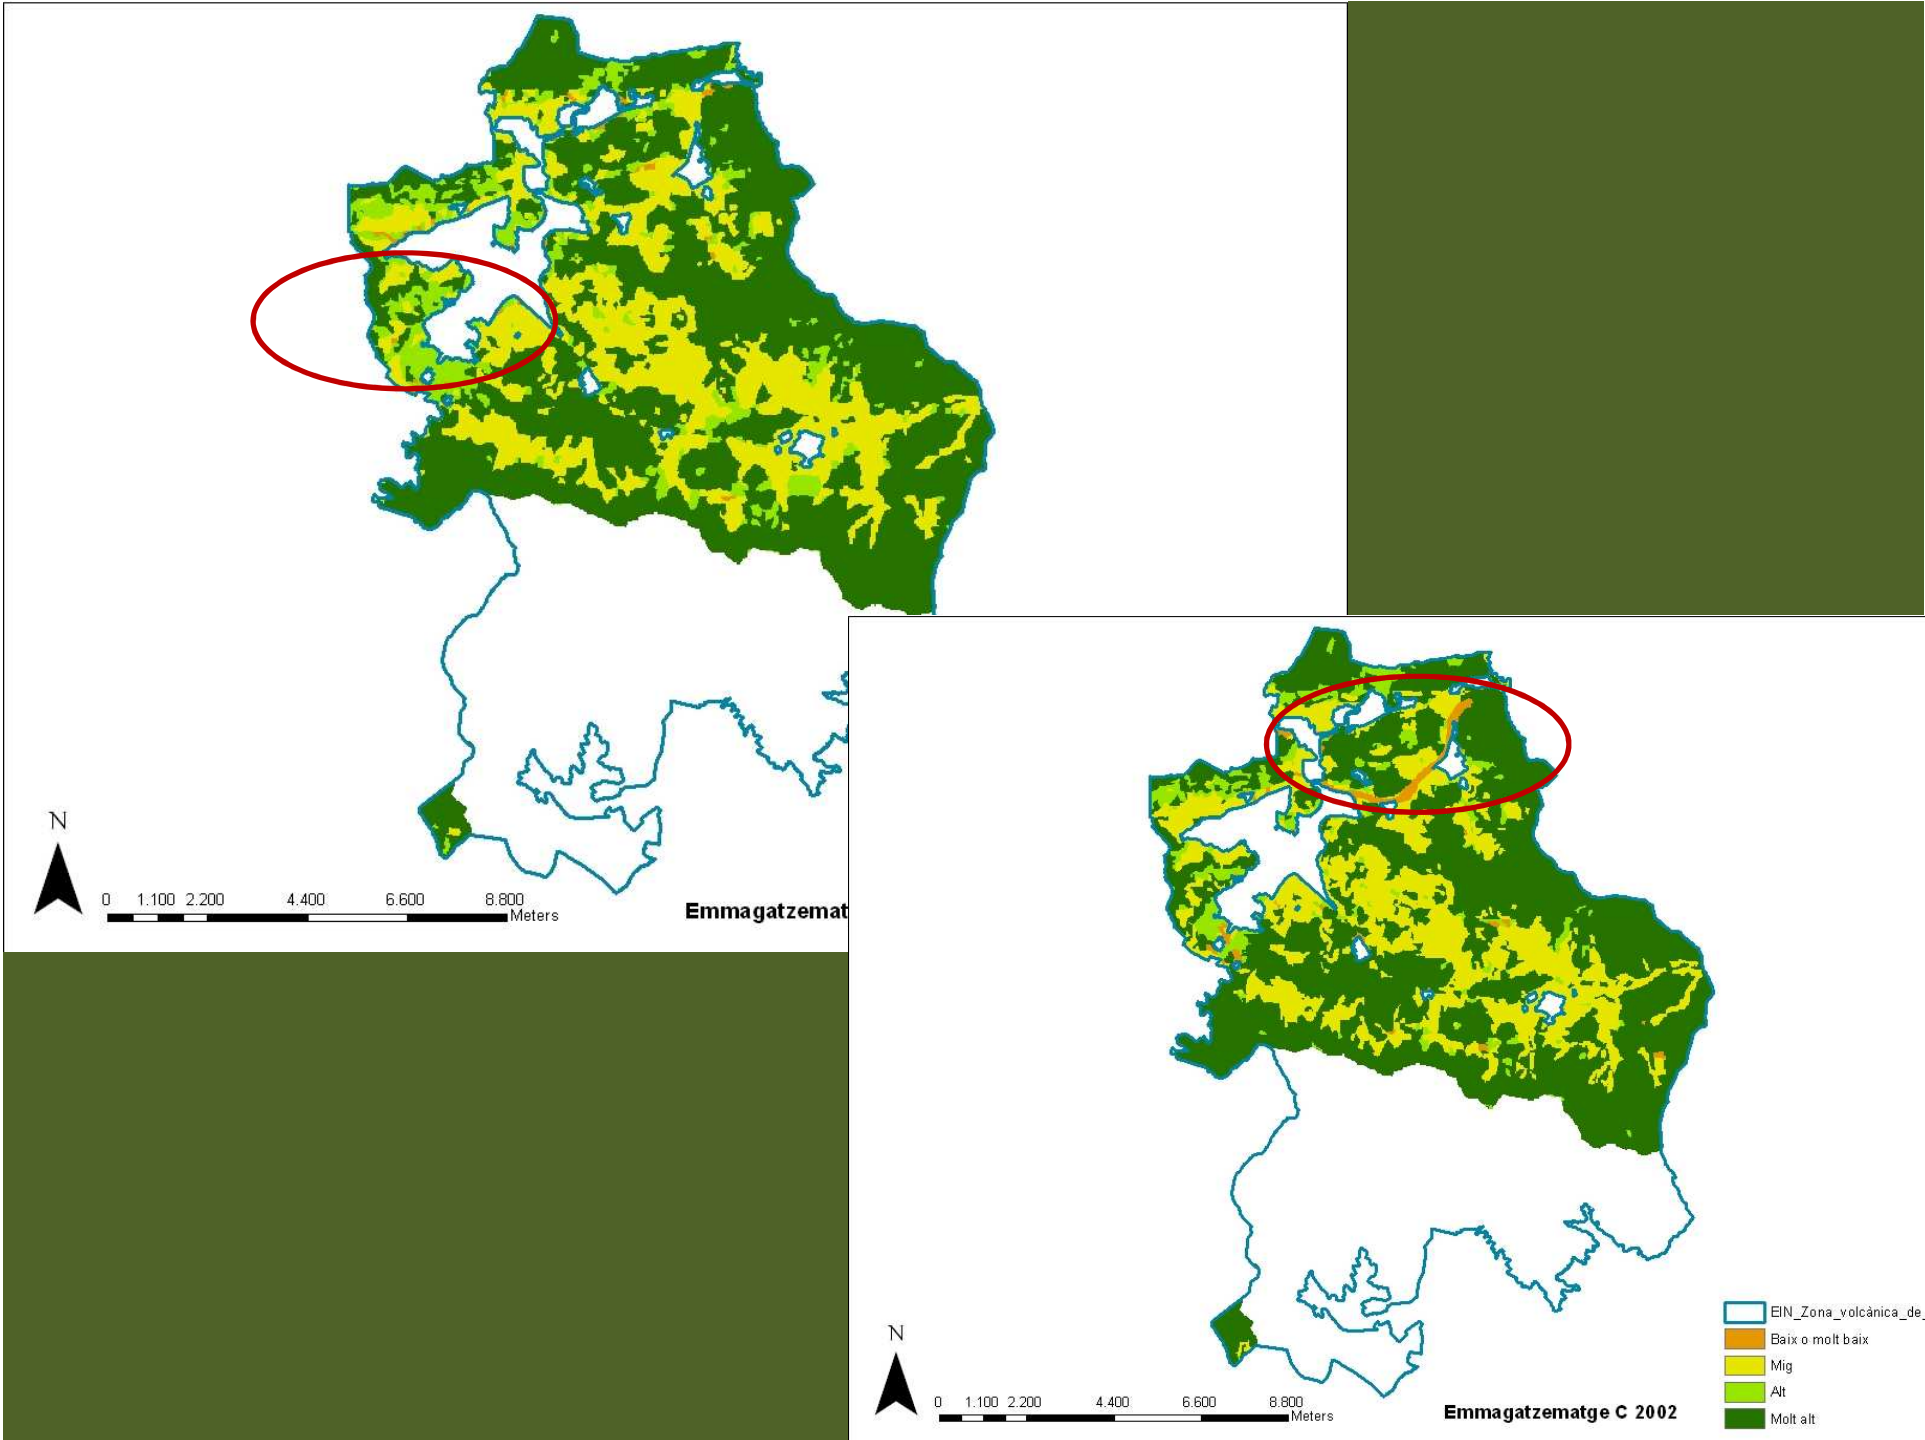 N
0 1.100 2.200 4.400 6.600 8.800
Meters
Emmagatzemat
N
0 1.100 2.200 4.400 6.600 8.800
Meters
Emmagatzematge C 2002
EIN_Zona_volcànica_de_
Baix o molt baix
Mig
Alt
Molt alt